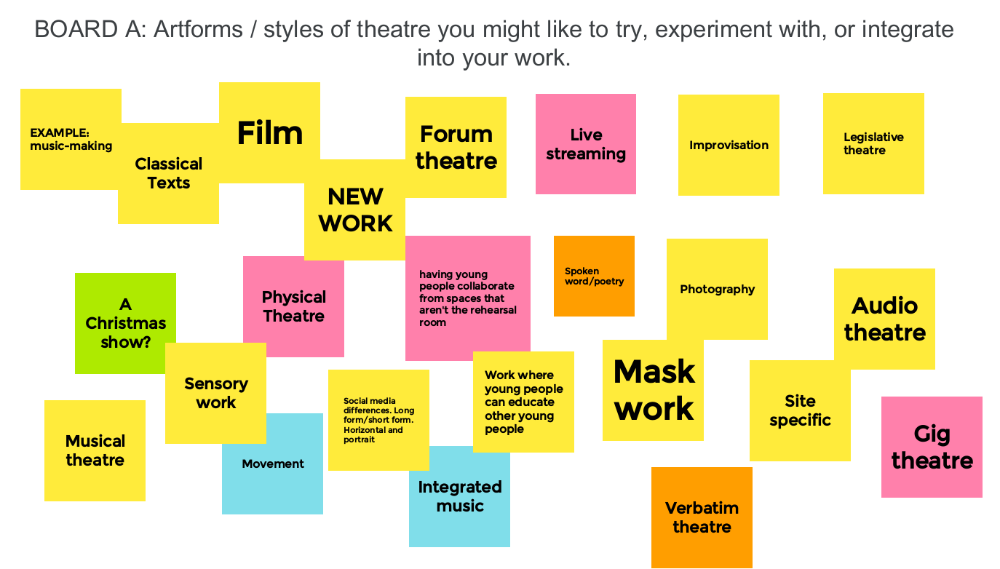 BOARD A: Artforms / styles of theatre you might like to try, experiment with, or integrate
into your work.
EXAMPLE:
music-making
Classical
Texts
Film
NEW
WORK
Forum
theatre
Live
streaming
Improvisation
Legislative
theatre
A
Christmas
show?
Physical
Theatre
having young
people collaborate
from spaces that
aren't the rehearsal
room
Spoken
word/poetry
Photography
Audio
theatre
Sensory
work
Social media
differences. Long
form/short form.
Horizontal and
portrait
Work where
young people
can educate
other young
people
Mask
work
Site
specific
Gig
theatre
Musical
theatre
Movement
Integrated
music
Verbatim
theatre